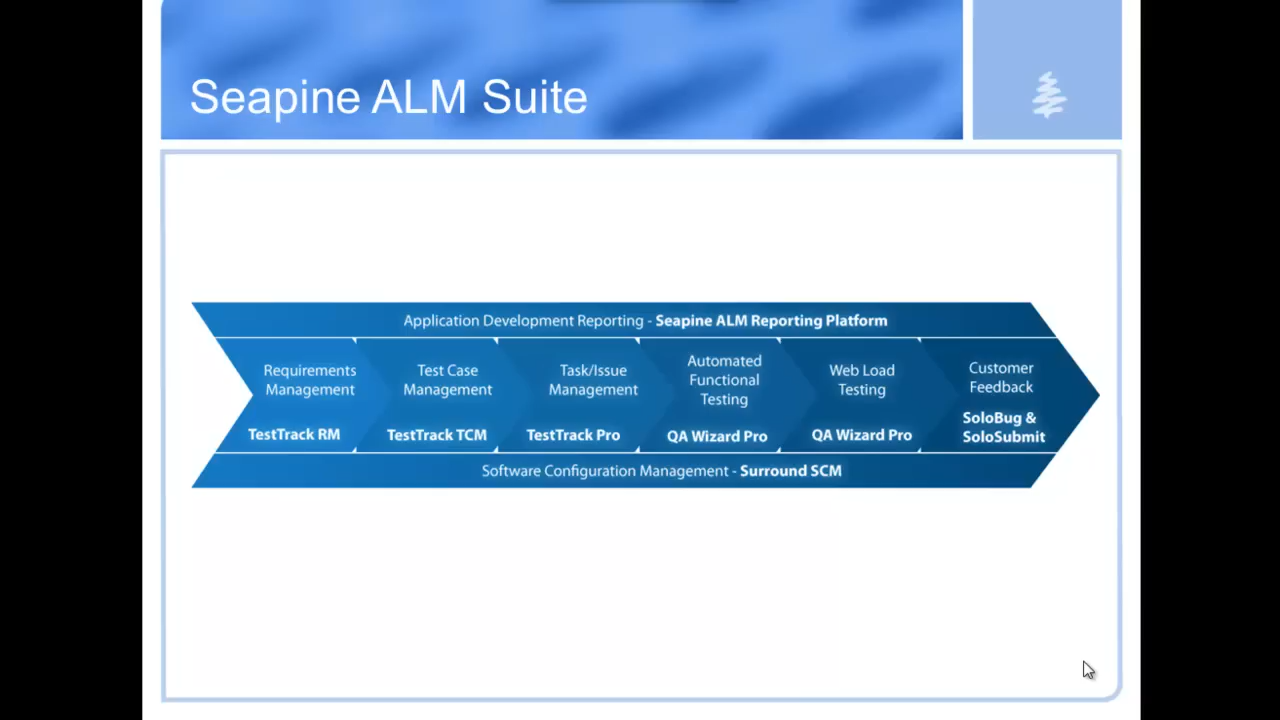 Seapine ALM Suite
Application Development Reporting - Seapine ALM Reporting Platform
Requirements
Management
TestTrack RM
Test Case
Management
TestTrack TCM
Task/Issue
Management
TestTrack Pro
Automated
Functional
Testing
QA Wizard Pro
Web Load
Testing
QA Wizard Pro
Customer
Feedback
SoloBug &
SoloSubmit
Software Configuration Management - Surround SCM